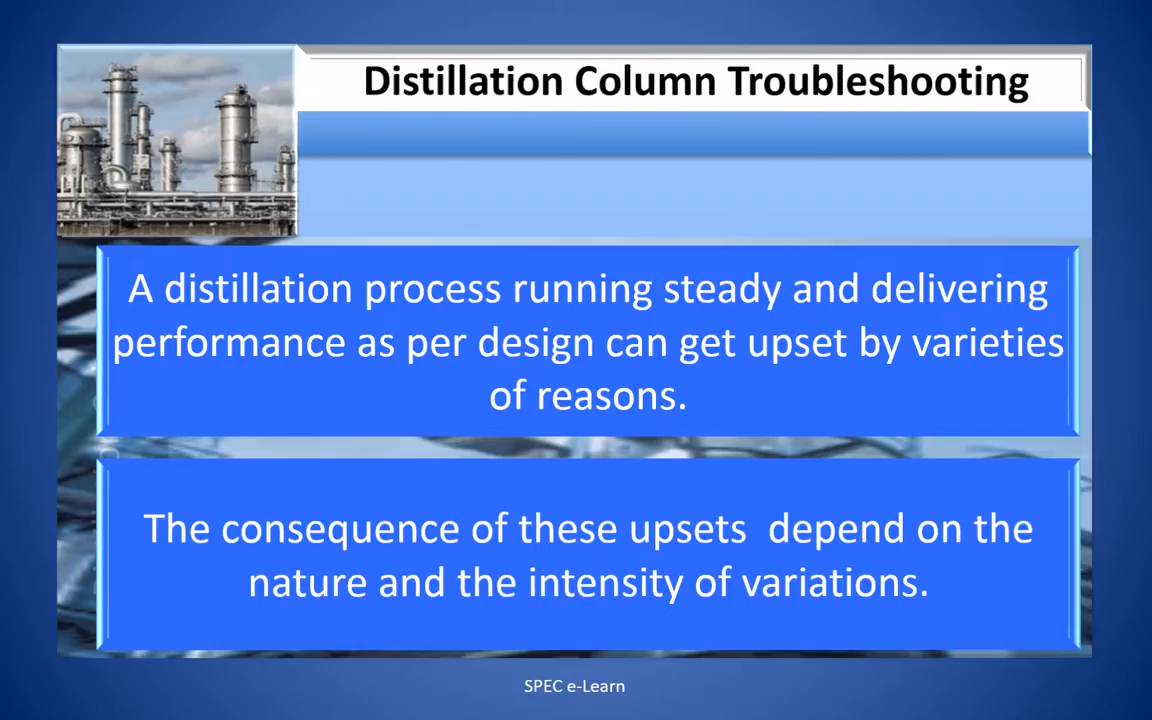 Distillation Column Troubleshooting
A distillation process running steady and delivering
performance as per design can get upset by varieties
of reasons.
The consequence of these upsets  depend on the
nature and the intensity of variations.
SPEC e-Learn